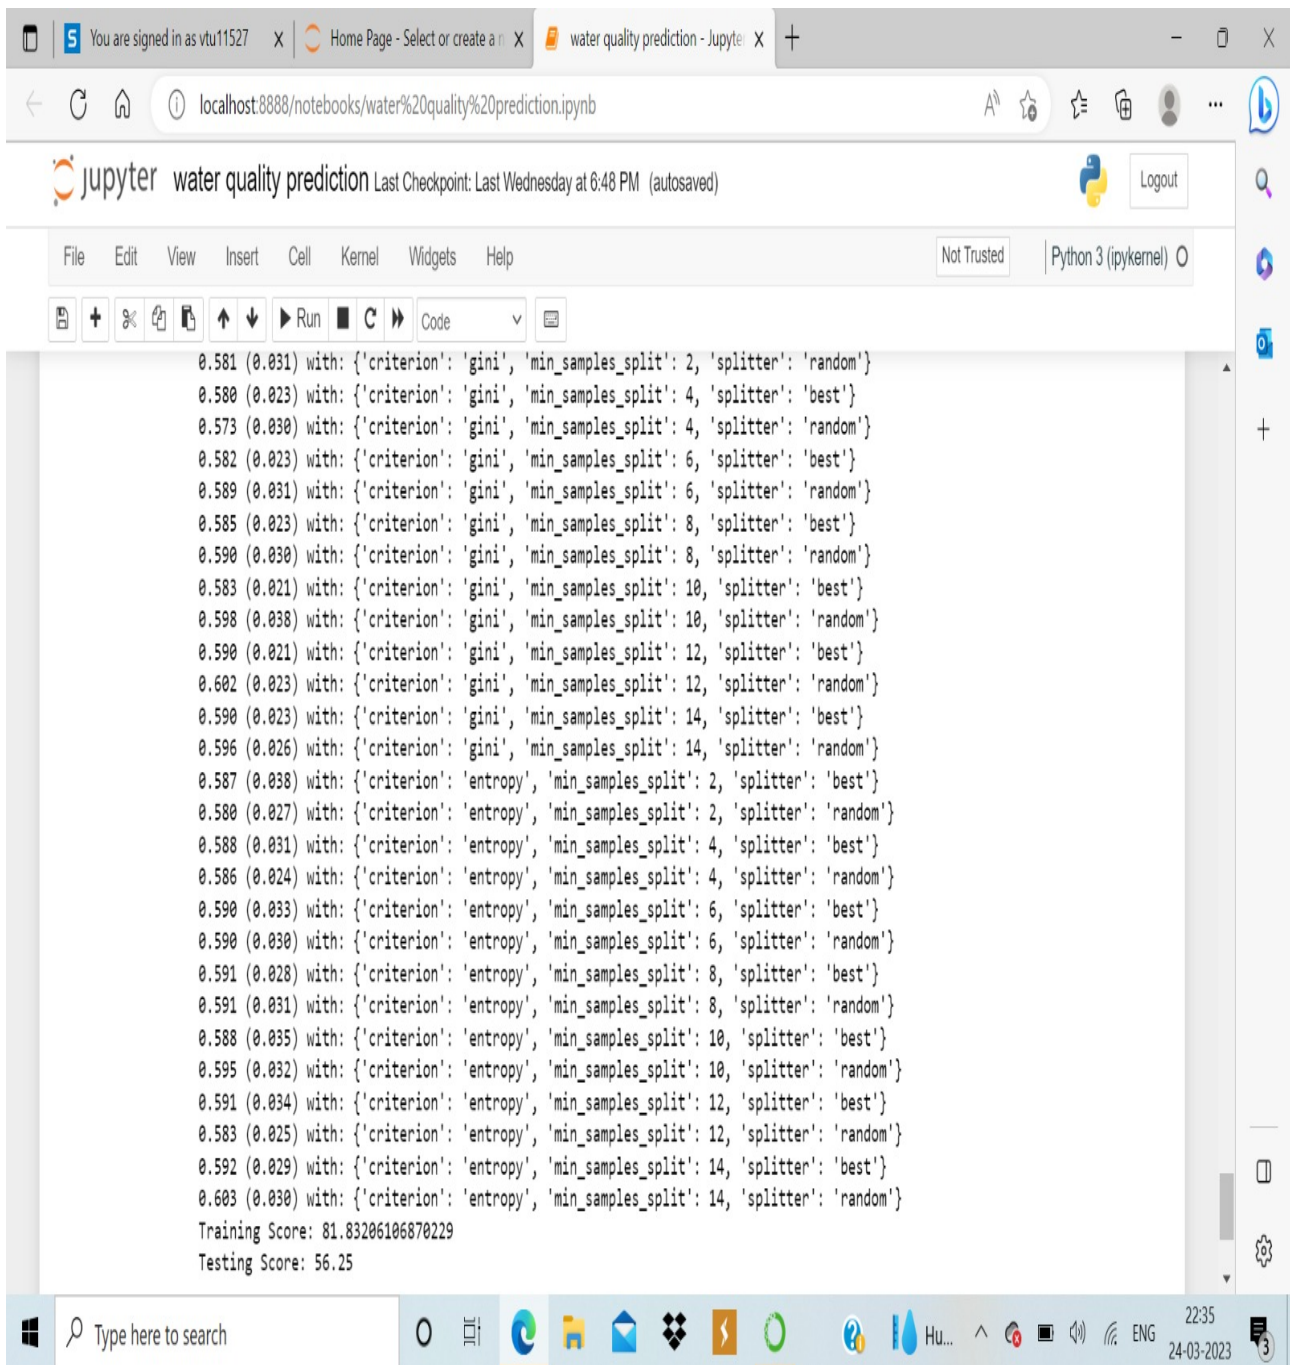 You are signed in as vtu11527
Home Page - Select or create a n
water quality prediction - Jupyter
localhost:8888/notebooks/water%20quality%20prediction.ipynb
jupyter water quality prediction Last Checkpoint: Last Wednesday at 6:48 PM (autosaved)
Logout
File Edit View Insert Cell Kernel Widgets Help
Not Trusted
Python 3 (ipykernel)
Run
Code
0.581 (0.031) with: {'criterion': 'gini', 'min_samples_split': 2, 'splitter': 'random'}
0.580 (0.023) with: {'criterion': 'gini', 'min_samples_split': 4, 'splitter': 'best'}
0.573 (0.030) with: {'criterion': 'gini', 'min_samples_split': 4, 'splitter': 'random'}
0.582 (0.023) with: {'criterion': 'gini', 'min_samples_split': 6, 'splitter': 'best'}
0.589 (0.031) with: {'criterion': 'gini', 'min_samples_split': 6, 'splitter': 'random'}
0.585 (0.023) with: {'criterion': 'gini', 'min_samples_split': 8, 'splitter': 'best'}
0.590 (0.030) with: {'criterion': 'gini', 'min_samples_split': 8, 'splitter': 'random'}
0.583 (0.021) with: {'criterion': 'gini', 'min_samples_split': 10, 'splitter': 'best'}
0.598 (0.038) with: {'criterion': 'gini', 'min_samples_split': 10, 'splitter': 'random'}
0.590 (0.021) with: {'criterion': 'gini', 'min_samples_split': 12, 'splitter': 'best'}
0.602 (0.023) with: {'criterion': 'gini', 'min_samples_split': 12, 'splitter': 'random'}
0.590 (0.023) with: {'criterion': 'gini', 'min_samples_split': 14, 'splitter': 'best'}
0.596 (0.026) with: {'criterion': 'gini', 'min_samples_split': 14, 'splitter': 'random'}
0.587 (0.038) with: {'criterion': 'entropy', 'min_samples_split': 2, 'splitter': 'best'}
0.580 (0.027) with: {'criterion': 'entropy', 'min_samples_split': 2, 'splitter': 'random'}
0.588 (0.031) with: {'criterion': 'entropy', 'min_samples_split': 4, 'splitter': 'best'}
0.586 (0.024) with: {'criterion': 'entropy', 'min_samples_split': 4, 'splitter': 'random'}
0.590 (0.033) with: {'criterion': 'entropy', 'min_samples_split': 6, 'splitter': 'best'}
0.590 (0.030) with: {'criterion': 'entropy', 'min_samples_split': 6, 'splitter': 'random'}
0.591 (0.028) with: {'criterion': 'entropy', 'min_samples_split': 8, 'splitter': 'best'}
0.591 (0.031) with: {'criterion': 'entropy', 'min_samples_split': 8, 'splitter': 'random'}
0.588 (0.035) with: {'criterion': 'entropy', 'min_samples_split': 10, 'splitter': 'best'}
0.595 (0.032) with: {'criterion': 'entropy', 'min_samples_split': 10, 'splitter': 'random'}
0.591 (0.034) with: {'criterion': 'entropy', 'min_samples_split': 12, 'splitter': 'best'}
0.583 (0.025) with: {'criterion': 'entropy', 'min_samples_split': 12, 'splitter': 'random'}
0.592 (0.029) with: {'criterion': 'entropy', 'min_samples_split': 14, 'splitter': 'best'}
0.603 (0.030) with: {'criterion': 'entropy', 'min_samples_split': 14, 'splitter': 'random'}
Training Score: 81.83206106870229
Testing Score: 56.25
Type here to search
Hu...
ENG
22:35
24-03-2023
3